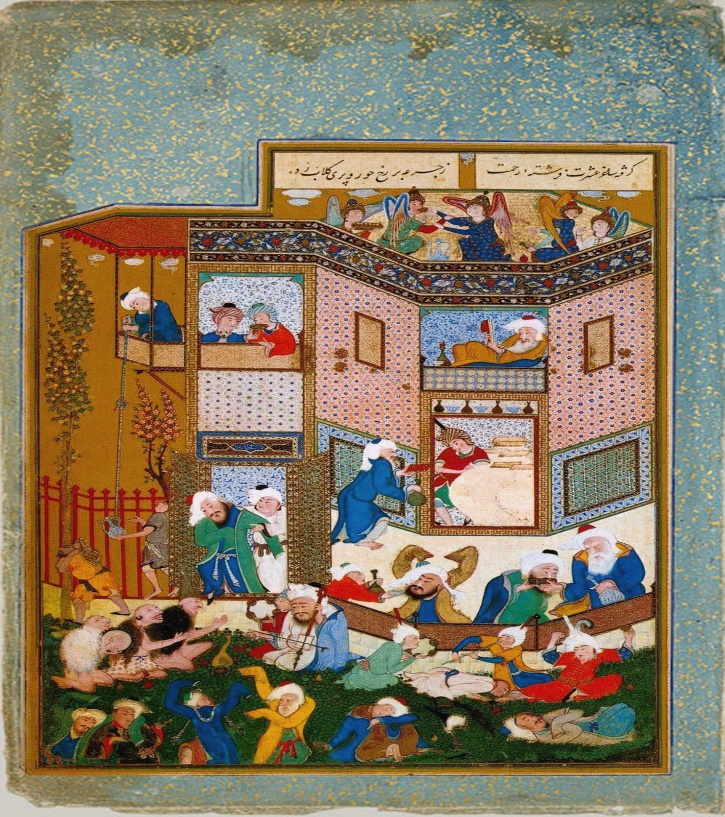 گرفته ساغر عشرت فرشته رحمت ز جرعه بر رخ حور و پری گلاب زده